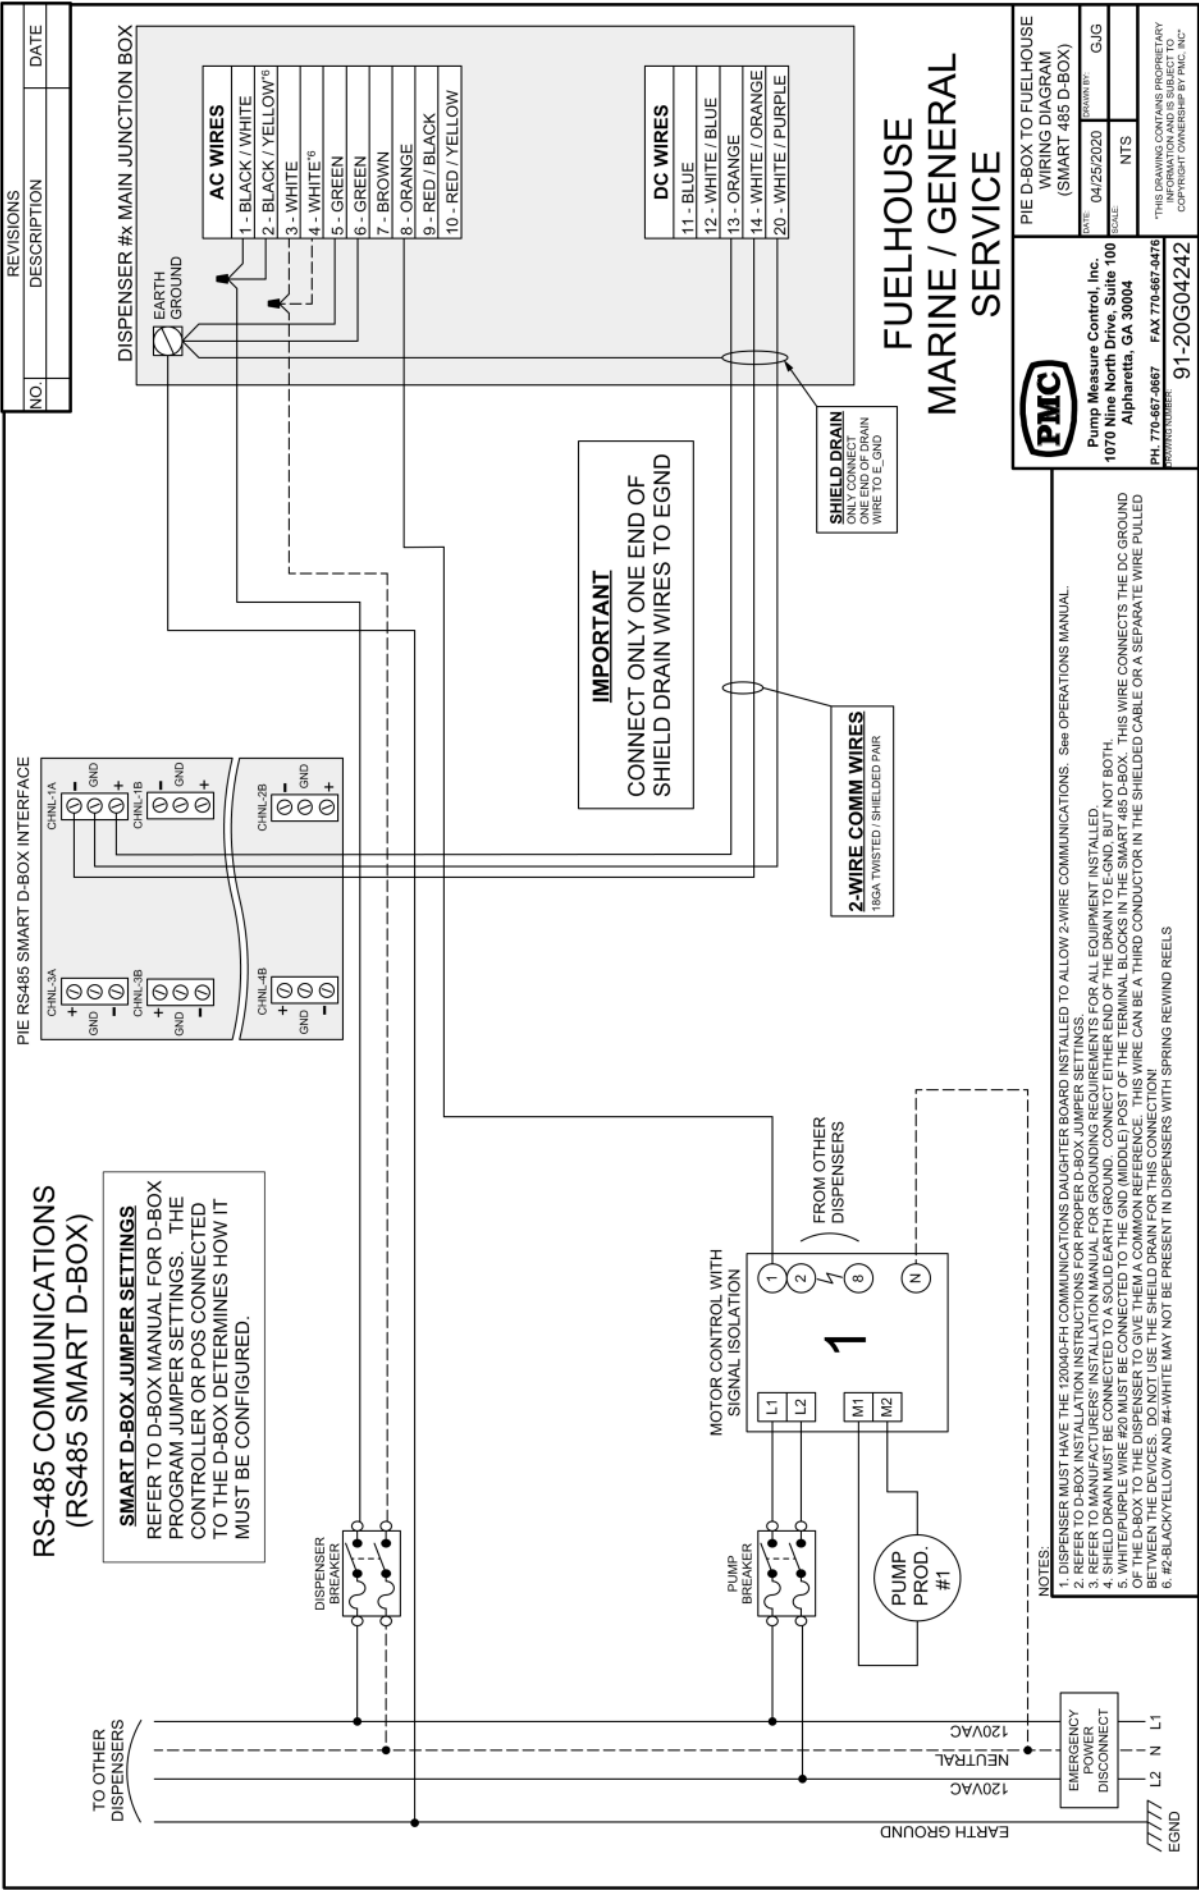 RS-485 COMMUNICATIONS
(RS485 SMART D-BOX)
SMART D-BOX JUMPER SETTINGS
REFER TO D-BOX MANUAL FOR D-BOX
PROGRAM JUMPER SETTINGS. THE
CONTROLLER OR POS CONNECTED
TO THE D-BOX DETERMINES HOW IT
MUST BE CONFIGURED.
PIE RS485 SMART D-BOX INTERFACE
CHNL-3A
+
GND
-
CHNL-3B
+
GND
-
CHNL-4B
+
GND
-
CHNL-1A
-
GND
+
CHNL-1B
-
GND
+
CHNL-2B
-
GND
+
REVISIONS
NO.
DESCRIPTION
DATE
DISPENSER #x MAIN JUNCTION BOX
EARTH
GROUND
AC WIRES
1 - BLACK / WHITE
2 - BLACK / YELLOW*6
3 - WHITE
4 - WHITE*6
5 - GREEN
6 - GREEN
7 - BROWN
8 - ORANGE
9 - RED / BLACK
10 - RED / YELLOW
DC WIRES
11 - BLUE
12 - WHITE / BLUE
13 - ORANGE
14 - WHITE / ORANGE
20 - WHITE / PURPLE
TO OTHER
DISPENSERS
DISPENSER
BREAKER
IMPORTANT
CONNECT ONLY ONE END OF
SHIELD DRAIN WIRES TO EGND
SHIELD DRAIN
ONLY CONNECT
ONE END OF DRAIN
WIRE TO E_GND
2-WIRE COMM WIRES
18GA TWISTED / SHIELDED PAIR
MOTOR CONTROL WITH
SIGNAL ISOLATION
L1
L2
M1
M2
1
1
2
8
N
FROM OTHER
DISPENSERS
PUMP
BREAKER
PUMP
PROD.
#1
120VAC
NEUTRAL
120VAC
EARTH GROUND
EMERGENCY
POWER
DISCONNECT
L1
N
L2
EGND
FUELHOUSE
MARINE / GENERAL
SERVICE
NOTES:
1. DISPENSER MUST HAVE THE 120040-FH COMMUNICATIONS DAUGHTER BOARD INSTALLED TO ALLOW 2-WIRE COMMUNICATIONS. See OPERATIONS MANUAL.
2. REFER TO D-BOX INSTALLATION INSTRUCTIONS FOR PROPER D-BOX JUMPER SETTINGS.
3. REFER TO MANUFACTURERS' INSTALLATION MANUAL FOR GROUNDING REQUIREMENTS FOR ALL EQUIPMENT INSTALLED.
4. SHIELD DRAIN MUST BE CONNECTED TO A SOLID EARTH GROUND. CONNECT EITHER END OF THE DRAIN TO E-GND, BUT NOT BOTH.
5. WHITE/PURPLE WIRE #20 MUST BE CONNECTED TO THE GND (MIDDLE) POST OF THE TERMINAL BLOCKS IN THE SMART 485 D-BOX. THIS WIRE CONNECTS THE DC GROUND
OF THE D-BOX TO THE DISPENSER TO GIVE THEM A COMMON REFERENCE. THIS WIRE CAN BE A THIRD CONDUCTOR IN THE SHIELDED CABLE OR A SEPARATE WIRE PULLED
BETWEEN THE DEVICES. DO NOT USE THE SHEILD DRAIN FOR THIS CONNECTION!
6. #2-BLACK/YELLOW AND #4-WHITE MAY NOT BE PRESENT IN DISPENSERS WITH SPRING REWIND REELS
PMC
Pump Measure Control, Inc.
1070 Nine North Drive, Suite 100
Alpharetta, GA 30004
PH. 770-667-0667 FAX 770-667-0476
DRAWING NUMBER:
91-20G04242
PIE D-BOX TO FUELHOUSE
WIRING DIAGRAM
(SMART 485 D-BOX)
DATE:
04/25/2020
DRAWN BY:
GJG
SCALE:
NTS
"THIS DRAWING CONTAINS PROPRIETARY
INFORMATION AND IS SUBJECT TO
COPYRIGHT OWNERSHIP BY PMC, INC"